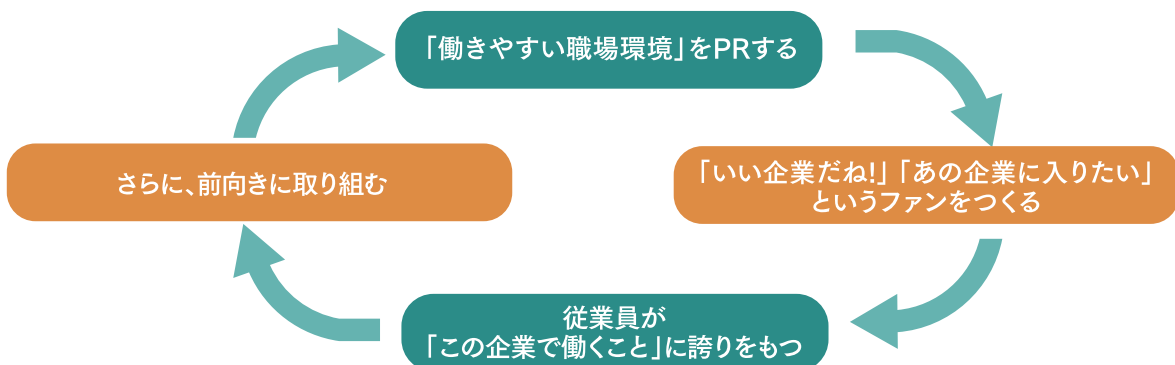 「働きやすい職場環境」をPRする
「いい企業だね!」「あの企業に入りたい」
というファンをつくる
従業員が
「この企業で働くこと」に誇りをもつ
さらに、前向きに取り組む